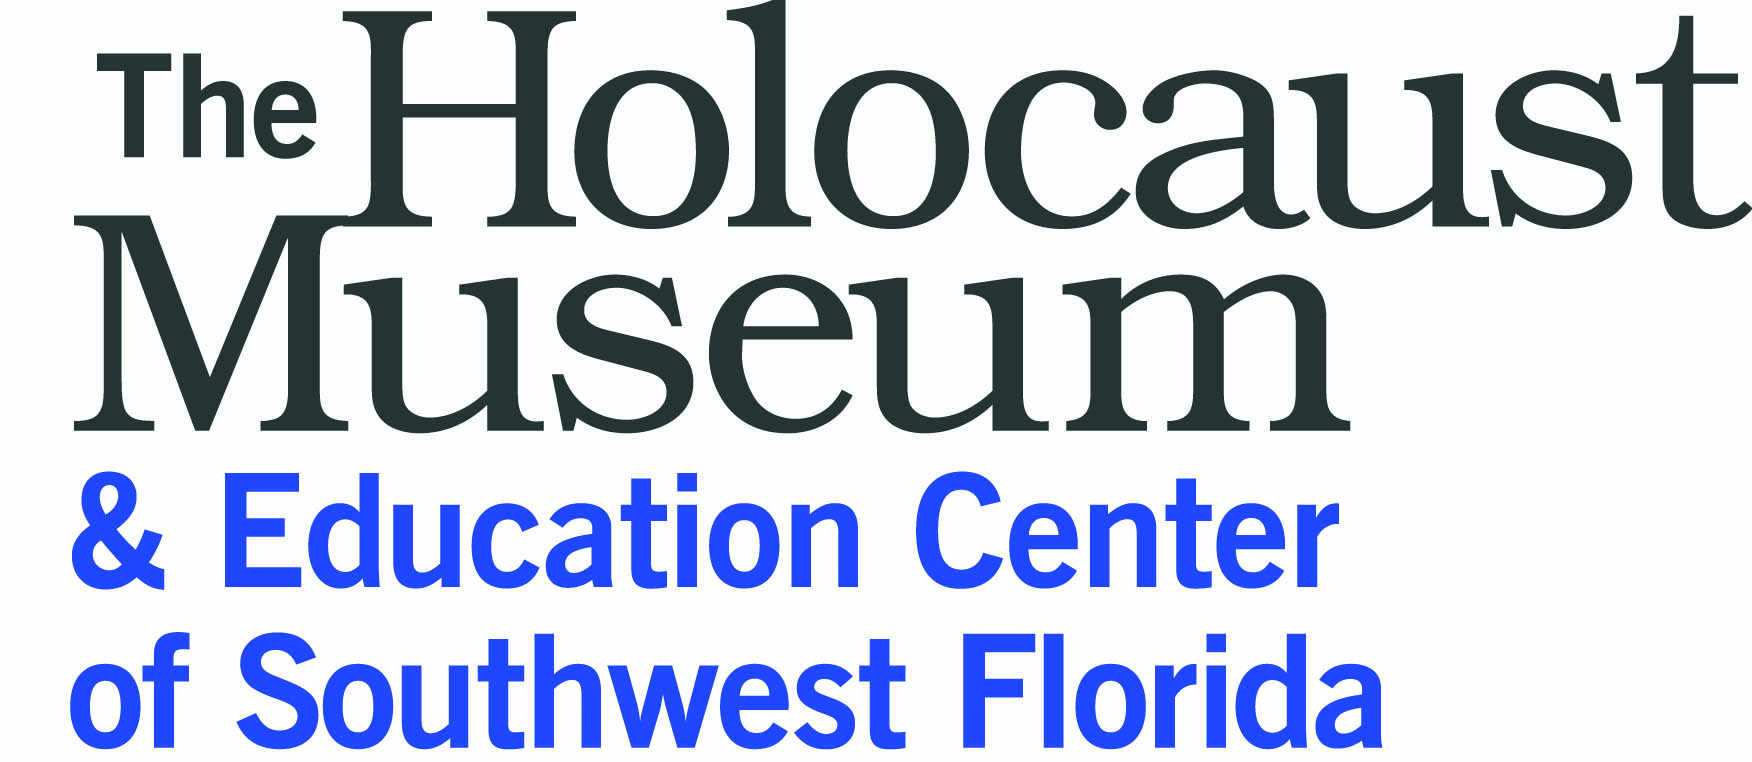 The Holocaust
Museum
& Education Center
of Southwest Florida